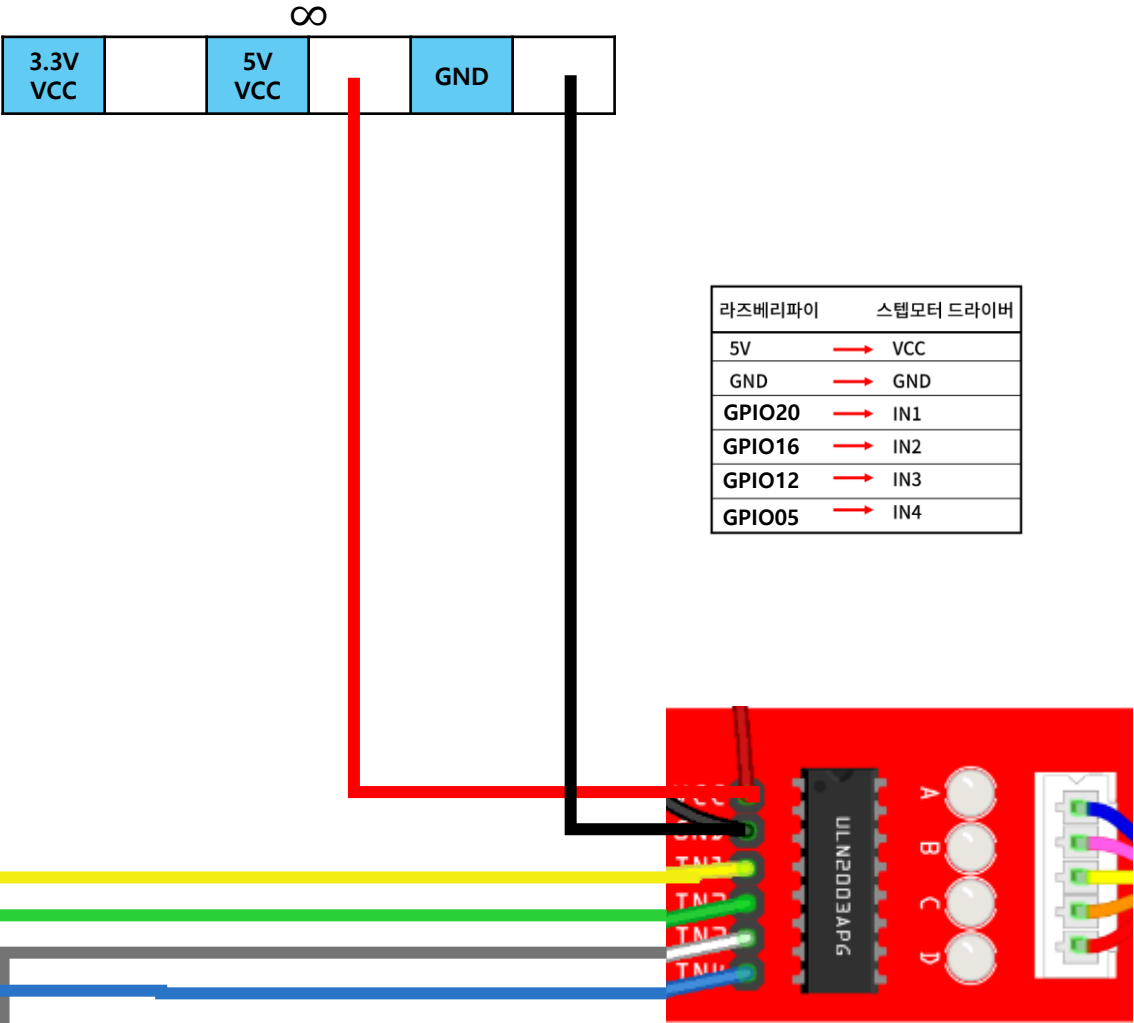 ∞
3.3V
VCC
5V
VCC
GND
라즈베리파이 스텝모터 드라이버
5V VCC
GND GND
GPIO20 IN1
GPIO16 IN2
GPIO12 IN3
GPIO05 IN4
A
B
C
D
ULN2003APG